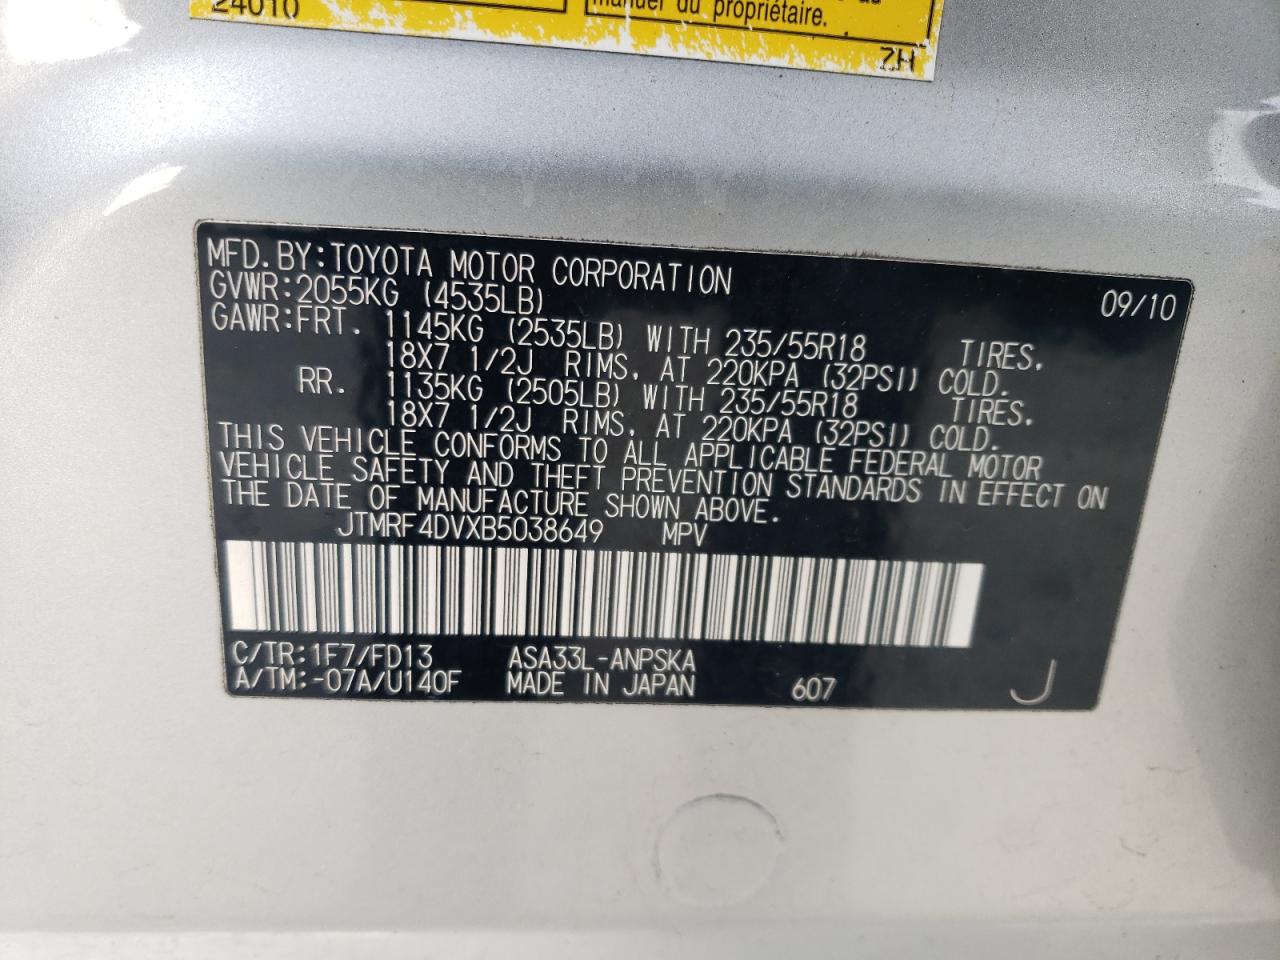 24010
manuel du propriétaire.
ZH
MFD. BY: TOYOTA MOTOR CORPORATION 09/10
GVWR: 2055KG (4535LB)
GAWR: FRT. 1145KG (2535LB) WITH 235/55R18 TIRES,
18X7 1/2J RIMS, AT 220KPA (32PSI) COLD.
RR. 1135KG (2505LB) WITH 235/55R18 TIRES,
18X7 1/2J RIMS, AT 220KPA (32PSI) COLD.
THIS VEHICLE CONFORMS TO ALL APPLICABLE FEDERAL MOTOR
VEHICLE SAFETY AND THEFT PREVENTION STANDARDS IN EFFECT ON
THE DATE OF MANUFACTURE SHOWN ABOVE.
JTMRF4DVXB5038649 MPV
C/TR: 1F7/FD13 ASA33L-ANPSKA
A/TM: -07A/U140F MADE IN JAPAN 607 J